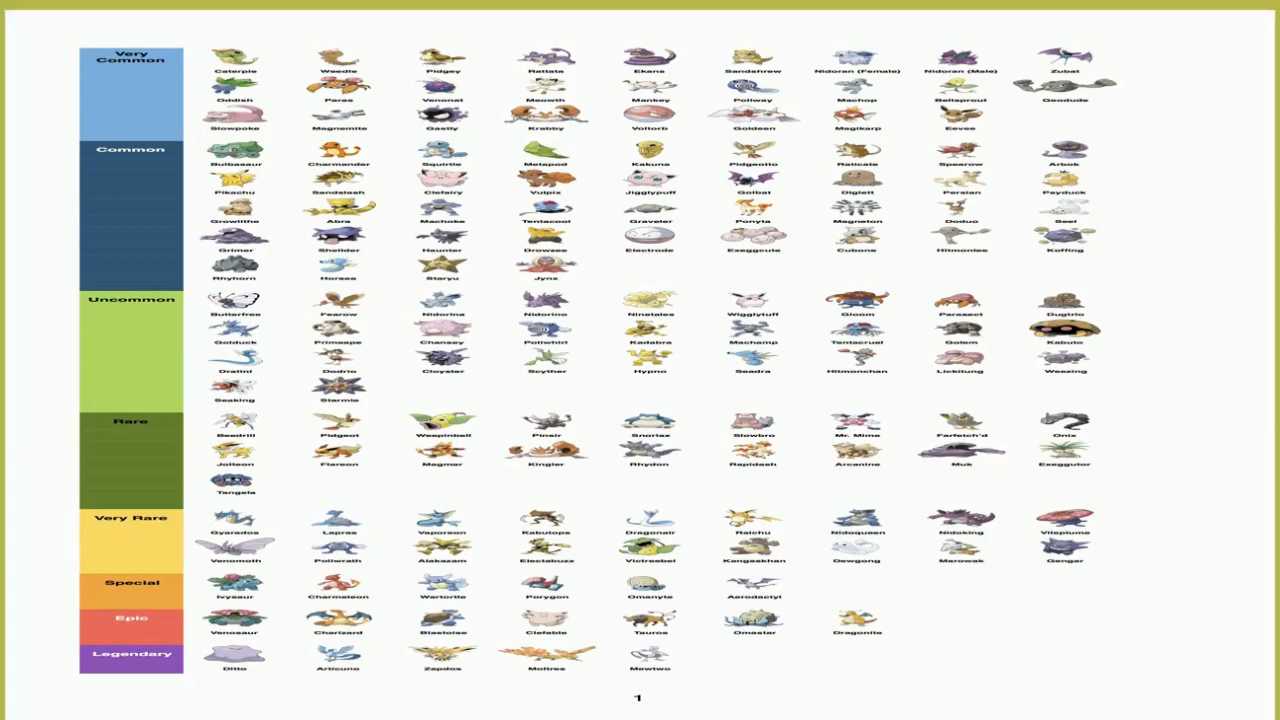 Very
Common
Caterpie Weedle Pidgey Rattata Ekans Sandshrew Nidoran (Female) Nidoran (Male) Zubat
Oddish Paras Venonat Meowth Mankey Poliway Machop Bellsprout Geodude
Slowpoke Magnemite Gastly Krabby Voltorb Goldeen Magikarp Eevee
Common
Bulbasaur Charmander Squirtle Metapod Kakuna Pidgeotto Raticate Spearow Arbok
Pikachu Sandslash Clefairy Vulpix Jigglypuff Golbat Diglett Persian Psyduck
Growlithe Abra Machoke Tentacool Graveler Ponyta Magneton Doduo Seel
Grimer Shellder Haunter Drowzee Electrode Exeggcute Cubone Hitmonlee Koffing
Rhyhorn Horsea Staryu Jynx
Uncommon
Butterfree Fearow Nidorina Nidorino Ninetales Wigglytuff Gloom Parasect Dugtrio
Golduck Primeape Chansey Poliwhirl Kadabra Machamp Tentacruel Golem Kabuto
Dratini Dodrio Cloyster Scyther Hypno Seadra Hitmonchan Lickitung Weezing
Seaking Starmie
Rare
Beedrill Pidgeot Weepinbell Pinsir Snorlax Slowbro Mr. Mime Farfetch'd Onix
Jolteon Flareon Magmar Kingler Rhydon Rapidash Arcanine Muk Exeggutor
Tangela
Very Rare
Gyarados Lapras Vaporeon Kabutops Dragonair Raichu Nidoqueen Nidoking Vileplume
Venomoth Poliwrath Alakazam Electabuzz Victreebel Kangaskhan Dewgong Marowak Gengar
Special
Ivysaur Charmeleon Wartortle Porygon Omanyte Aerodactyl
Epic
Venosaur Charizard Blastoise Clefable Tauros Omastar Dragonite
Legendary
Ditto Articuno Zapdos Moltres Mewtwo
1